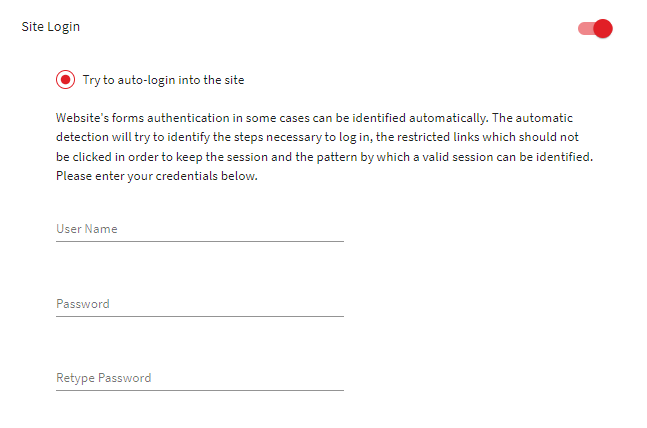 Site Login
Try to auto-login into the site
Website's forms authentication in some cases can be identified automatically. The automatic
detection will try to identify the steps necessary to log in, the restricted links which should not
be clicked in order to keep the session and the pattern by which a valid session can be identified.
Please enter your credentials below.
User Name
Password
Retype Password